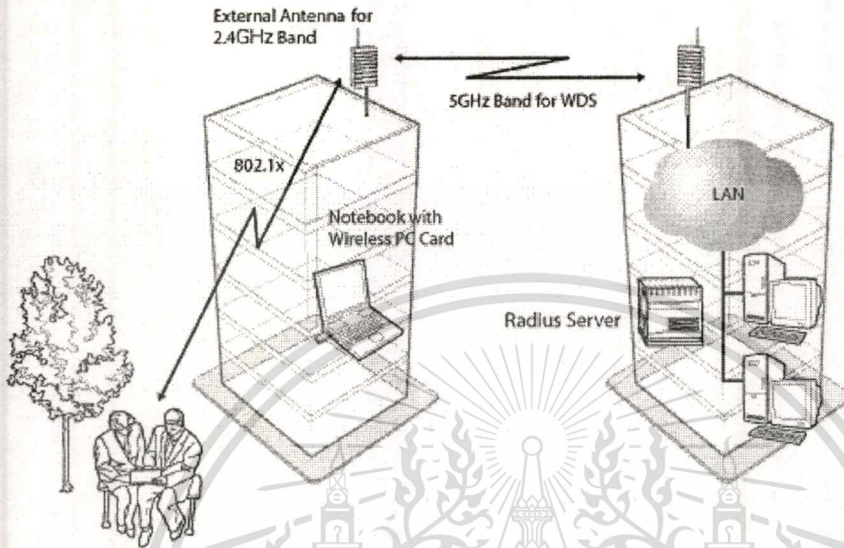 External Antenna for
2.4GHz Band
5GHz Band for WDS
802.1x
LAN
Notebook with
Wireless PC Card
Radius Server